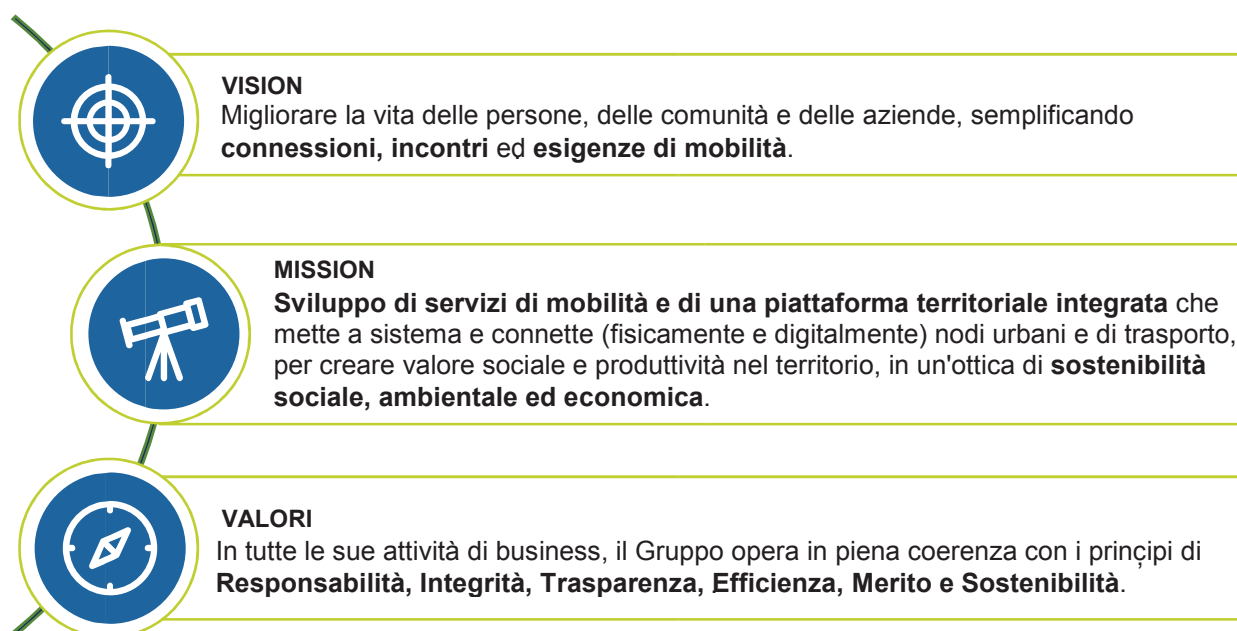 VISION
Migliorare la vita delle persone, delle comunità e delle aziende, semplificando
connessioni, incontri ed esigenze di mobilità.
MISSION
Sviluppo di servizi di mobilità e di una piattaforma territoriale integrata che
mette a sistema e connette (fisicamente e digitalmente) nodi urbani e di trasporto,
per creare valore sociale e produttività nel territorio, in un'ottica di sostenibilità
sociale, ambientale ed economica.
VALORI
In tutte le sue attività di business, il Gruppo opera in piena coerenza con i principi di
Responsabilità, Integrità, Trasparenza, Efficienza, Merito e Sostenibilità.